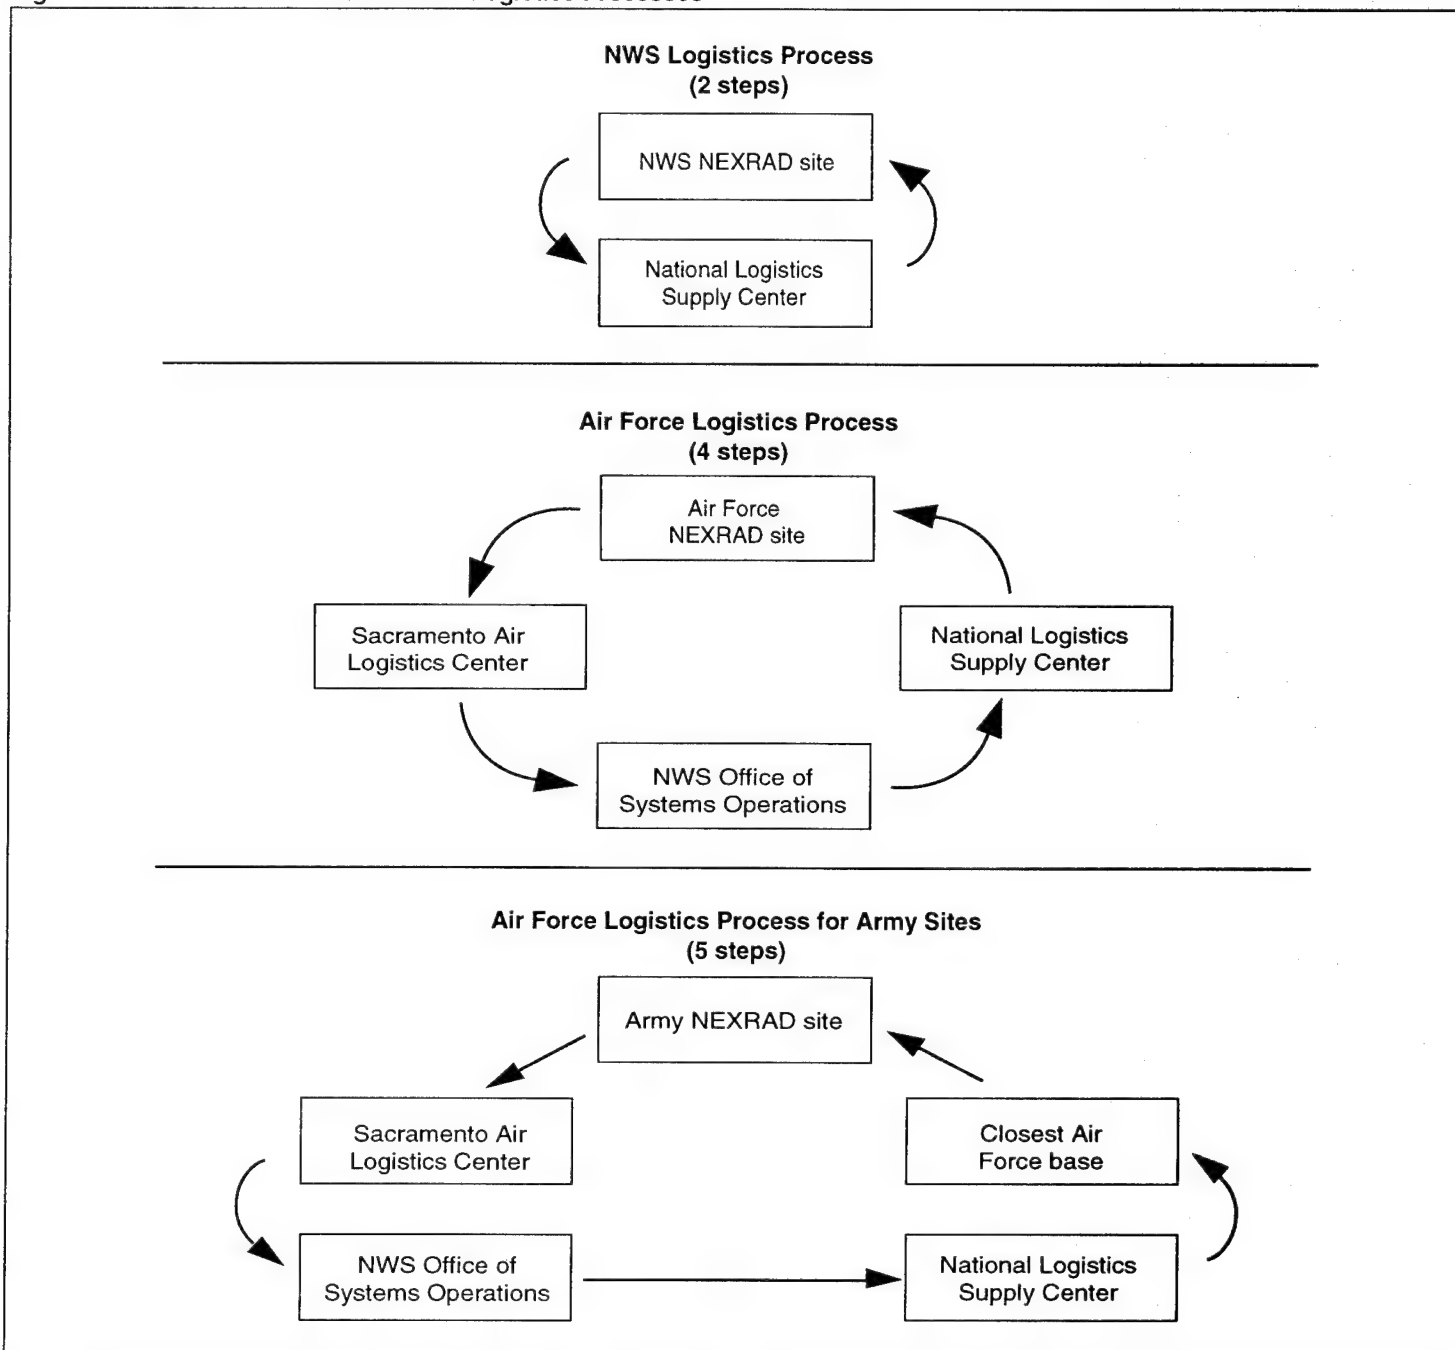 NWS Logistics Process
(2 steps)
NWS NEXRAD site
National Logistics
Supply Center
Air Force Logistics Process
(4 steps)
Air Force
NEXRAD site
Sacramento Air
Logistics Center
National Logistics
Supply Center
NWS Office of
Systems Operations
Air Force Logistics Process for Army Sites
(5 steps)
Army NEXRAD site
Sacramento Air
Logistics Center
Closest Air
Force base
NWS Office of
Systems Operations
National Logistics
Supply Center